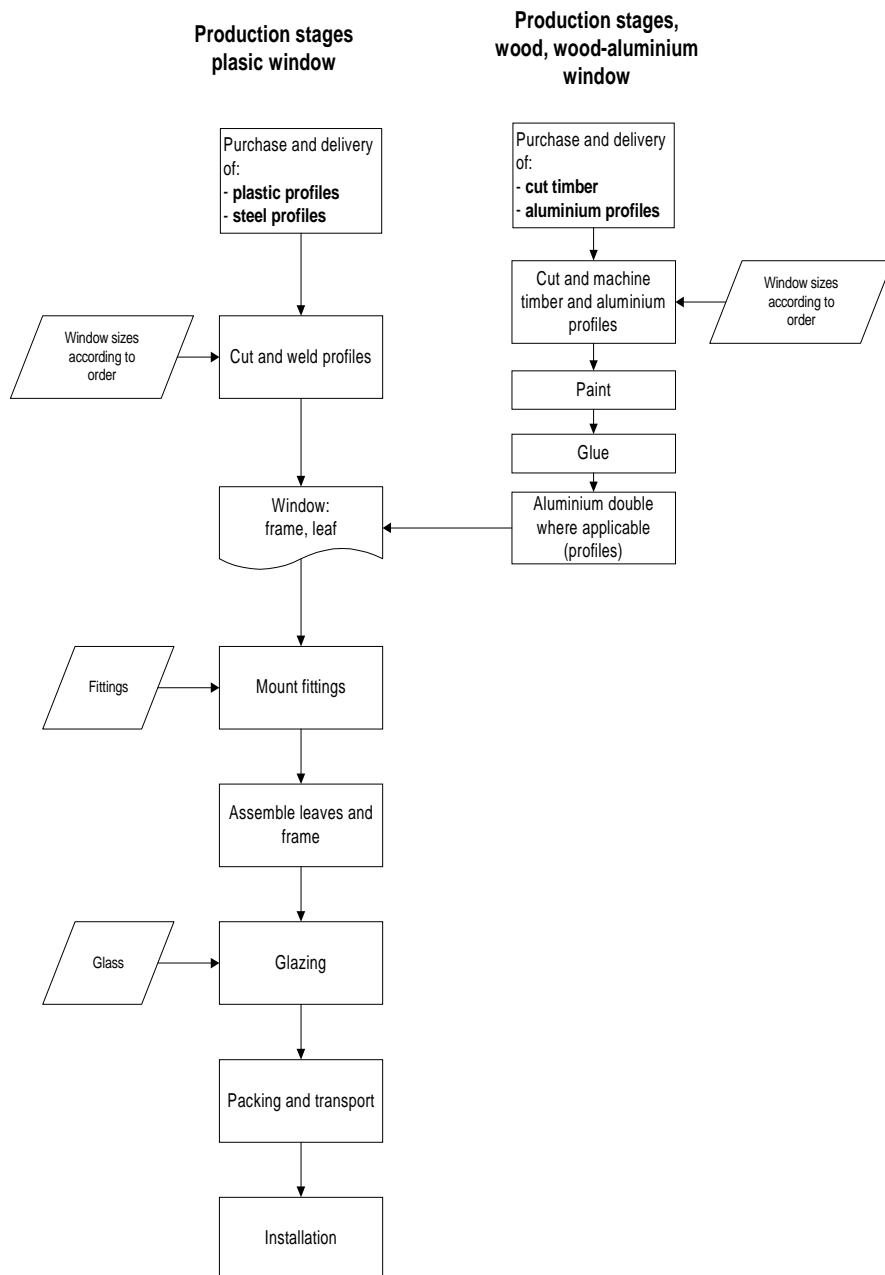 Production stages
plasic window
Production stages,
wood, wood-aluminium
window
Purchase and delivery
of:
- plastic profiles
- steel profiles
Purchase and delivery
of:
- cut timber
- aluminium profiles
Cut and machine
timber and aluminium
profiles
Window sizes
according to
order
Window sizes
according to
order
Cut and weld profiles
Paint
Glue
Window:
frame, leaf
Aluminium double
where applicable
(profiles)
Fittings
Mount fittings
Assemble leaves and
frame
Glass
Glazing
Packing and transport
Installation